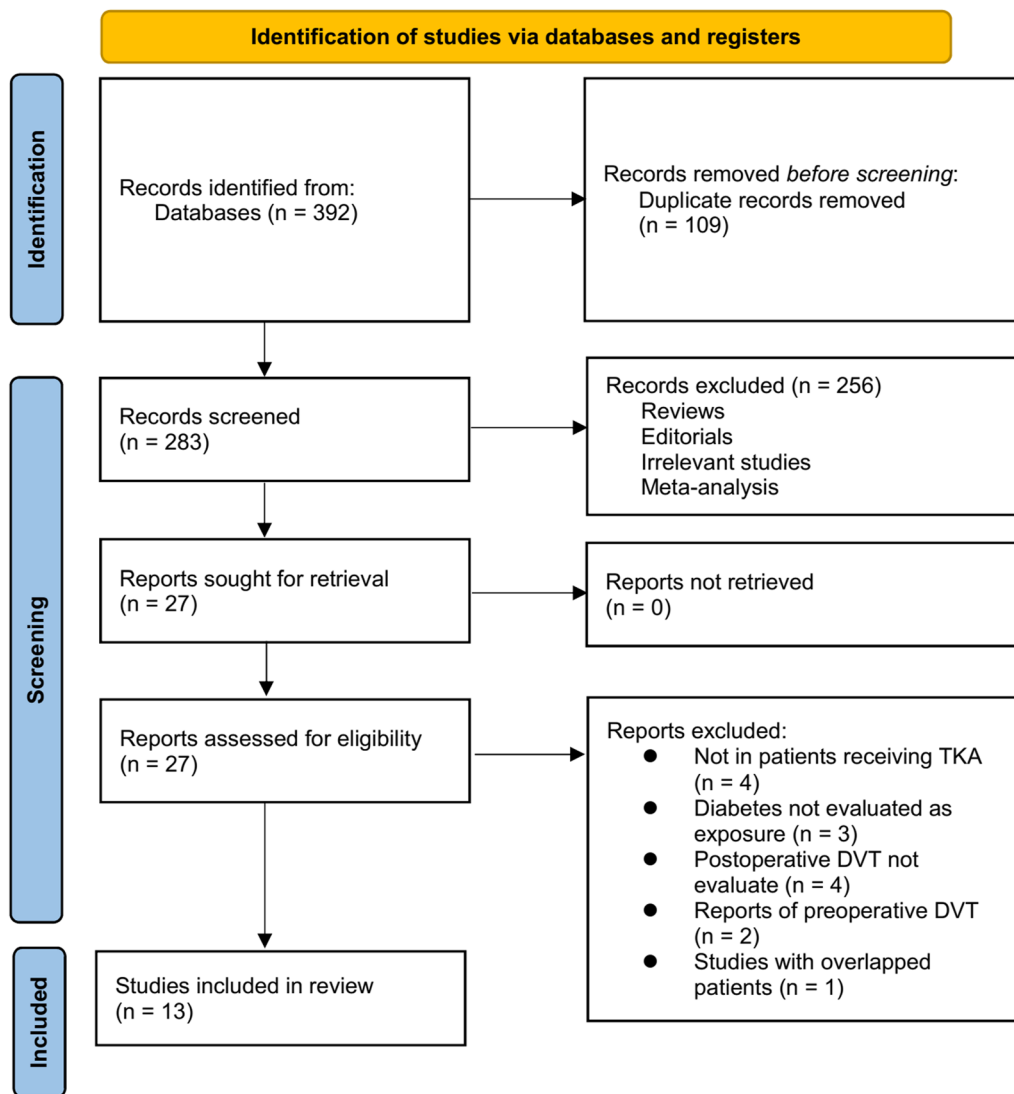 Identification of studies via databases and registers
Identification
Records identified from:
Databases (n = 392)
Records removed before screening:
Duplicate records removed
(n = 109)
Screening
Records screened
(n = 283)
Records excluded (n = 256)
Reviews
Editorials
Irrelevant studies
Meta-analysis
Reports sought for retrieval
(n = 27)
Reports not retrieved
(n = 0)
Reports assessed for eligibility
(n = 27)
Reports excluded:
● Not in patients receiving TKA
(n = 4)
● Diabetes not evaluated as
exposure (n = 3)
● Postoperative DVT not
evaluate (n = 4)
● Reports of preoperative DVT
(n = 2)
● Studies with overlapped
patients (n = 1)
Included
Studies included in review
(n = 13)